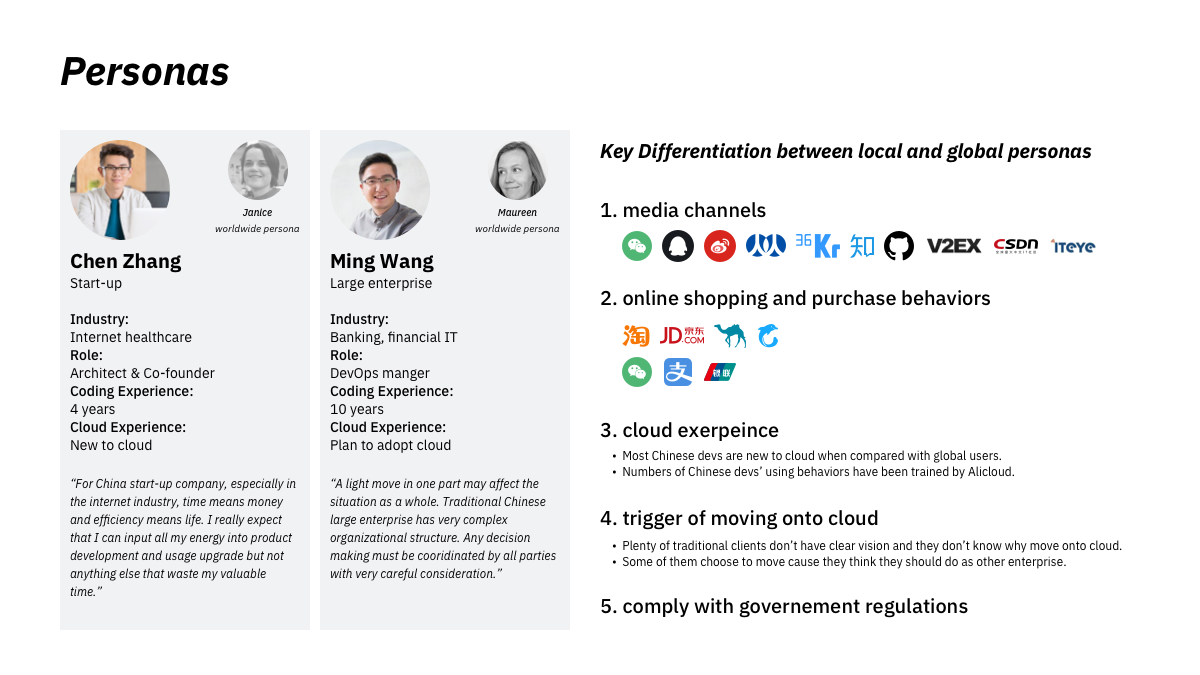 Personas
Janice
worldwide persona
Chen Zhang
Start-up
Industry:
Internet healthcare
Role:
Architect & Co-founder
Coding Experience:
4 years
Cloud Experience:
New to cloud
“For China start-up company, especially in
the internet industry, time means money
and efficiency means life. I really expect
that I can input all my energy into product
development and usage upgrade but not
anything else that waste my valuable
time.”
Maureen
worldwide persona
Ming Wang
Large enterprise
Industry:
Banking, financial IT
Role:
DevOps manger
Coding Experience:
10 years
Cloud Experience:
Plan to adopt cloud
“A light move in one part may affect the
situation as a whole. Traditional Chinese
large enterprise has very complex
organizational structure. Any decision
making must be cooridinated by all parties
with very careful consideration.”
Key Differentiation between local and global personas
1. media channels
36Kr 知 V2EX CSDN ITEYE
2. online shopping and purchase behaviors
淘 JD 京东 .COM
支 银联
3. cloud exerpeince
• Most Chinese devs are new to cloud when compared with global users.
• Numbers of Chinese devs’ using behaviors have been trained by Alicloud.
4. trigger of moving onto cloud
• Plenty of traditional clients don’t have clear vision and they don’t know why move onto cloud.
• Some of them choose to move cause they think they should do as other enterprise.
5. comply with governement regulations